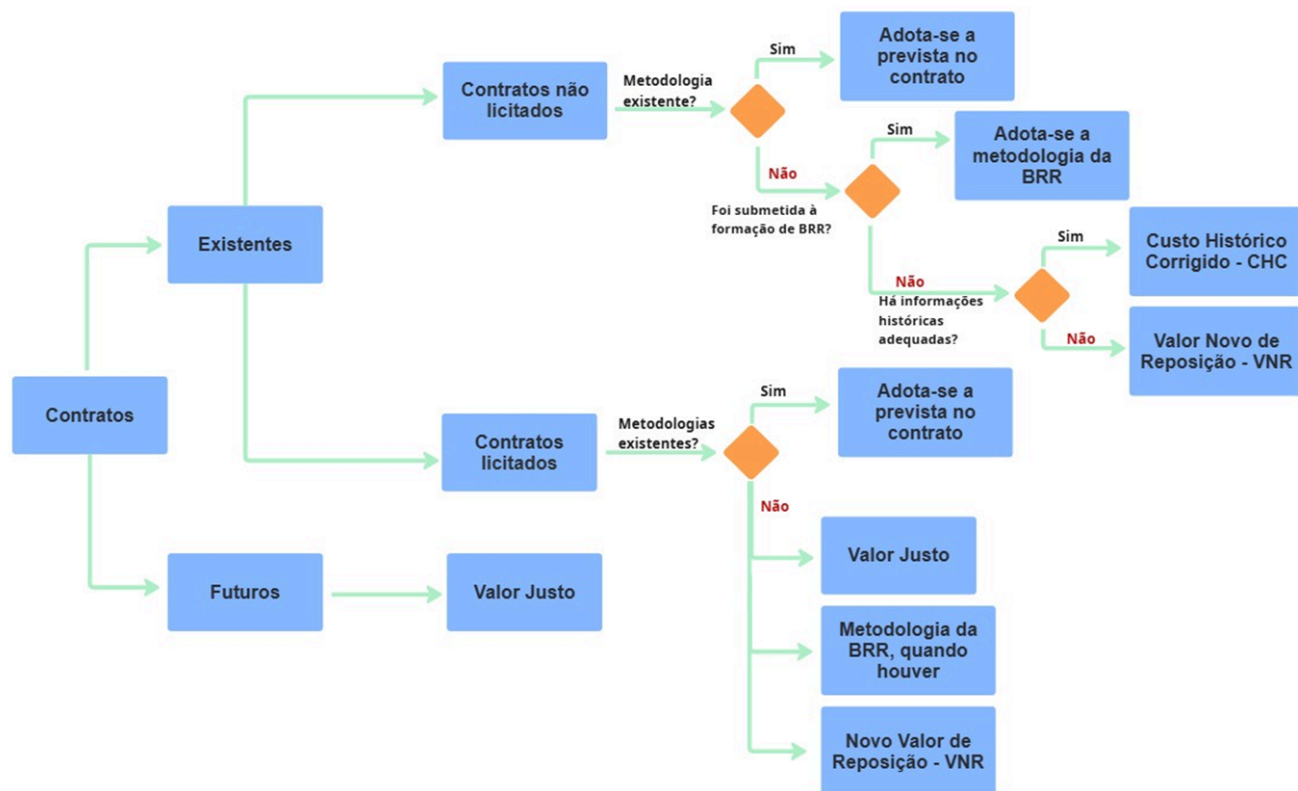 Adota-se a
prevista no
contrato
Sim
Contratos não
licitados
Metodologia
existente?
Sim
Adota-se a
metodologia da
BRR
Não
Foi submetida à
formação de BRR?
Existentes
Sim
Custo Histórico
Corrigido - CHC
Não
Há informações
históricas
adequadas?
Não
Valor Novo de
Reposição - VNR
Contratos
Sim
Adota-se a
prevista no
contrato
Contratos
licitados
Metodologias
existentes?
Não
Valor Justo
Futuros
Valor Justo
Metodologia da
BRR, quando
houver
Novo Valor de
Reposição - VNR